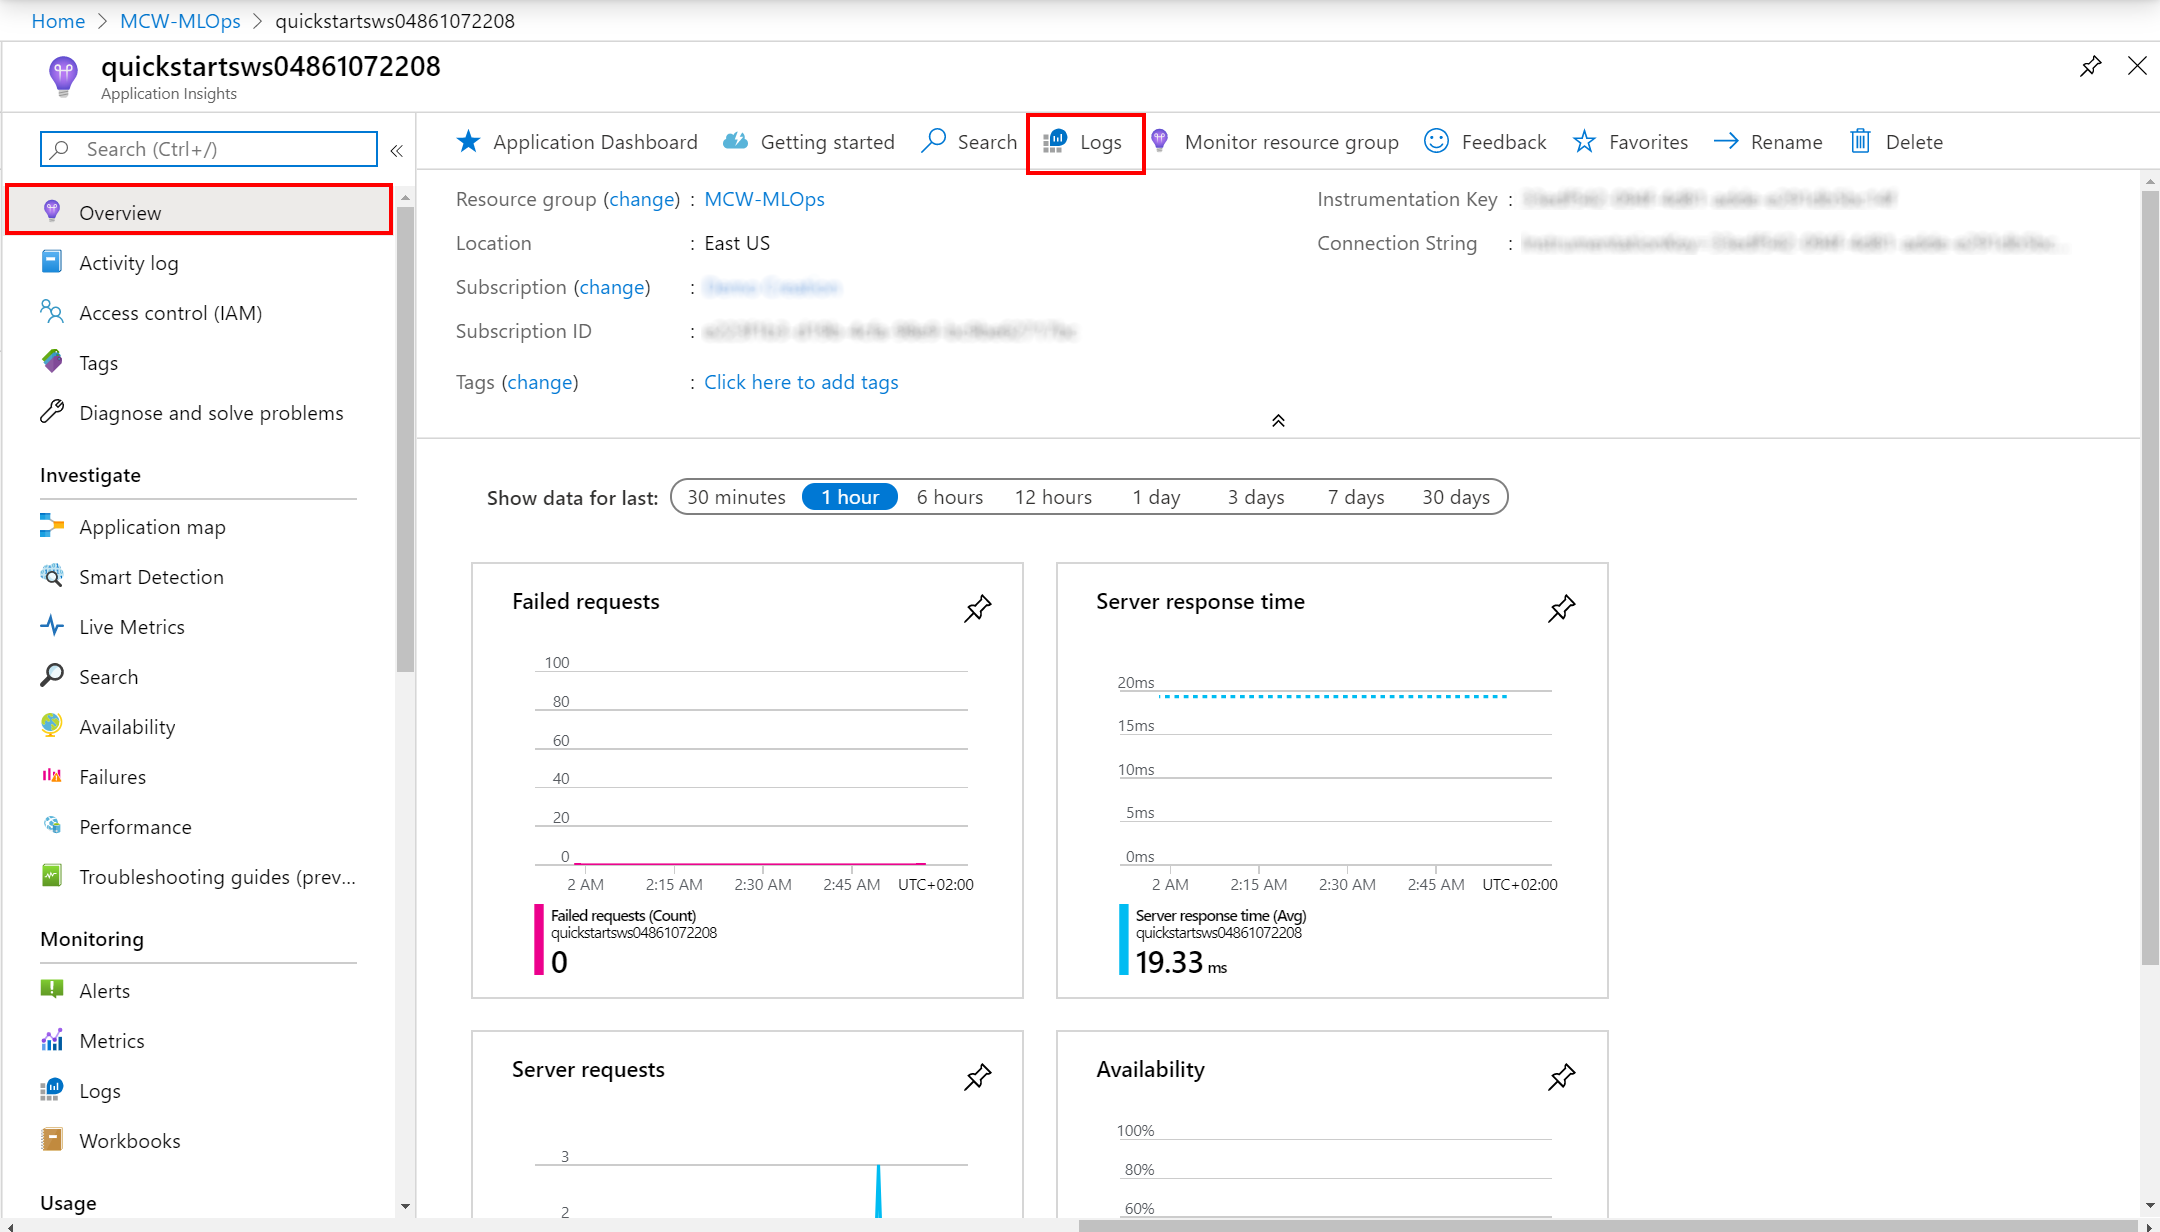 Home > MCW-MLOps > quickstartsws04861072208
quickstartsws04861072208
Application Insights
Search (Ctrl+/)
Overview
Activity log
Access control (IAM)
Tags
Diagnose and solve problems
Investigate
Application map
Smart Detection
Live Metrics
Search
Availability
Failures
Performance
Troubleshooting guides (prev...
Monitoring
Alerts
Metrics
Logs
Workbooks
Usage
Application Dashboard Getting started Search Logs Monitor resource group Feedback Favorites Rename Delete
Resource group (change) : MCW-MLOps
Location : East US
Subscription (change) :
Subscription ID :
Tags (change) : Click here to add tags
Instrumentation Key :
Connection String :
Show data for last: 30 minutes 1 hour 6 hours 12 hours 1 day 3 days 7 days 30 days
Failed requests
100
80
60
40
20
0
2 AM 2:15 AM 2:30 AM 2:45 AM UTC+02:00
Failed requests (Count)
quickstartsws04861072208
0
Server response time
20ms
15ms
10ms
5ms
0ms
2 AM 2:15 AM 2:30 AM 2:45 AM UTC+02:00
Server response time (Avg)
quickstartsws04861072208
19.33 ms
Server requests
3
2
Availability
100%
80%
60%